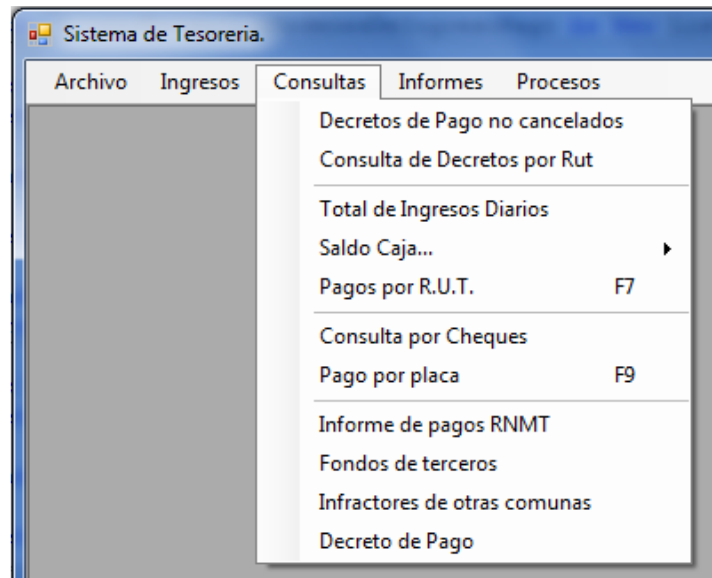 Sistema de Tesoreria.
Archivo Ingresos Consultas Informes Procesos
Decretos de Pago no cancelados
Consulta de Decretos por Rut
Total de Ingresos Diarios
Saldo Caja...
Pagos por R.U.T. F7
Consulta por Cheques
Pago por placa F9
Informe de pagos RNMT
Fondos de terceros
Infractores de otras comunas
Decreto de Pago